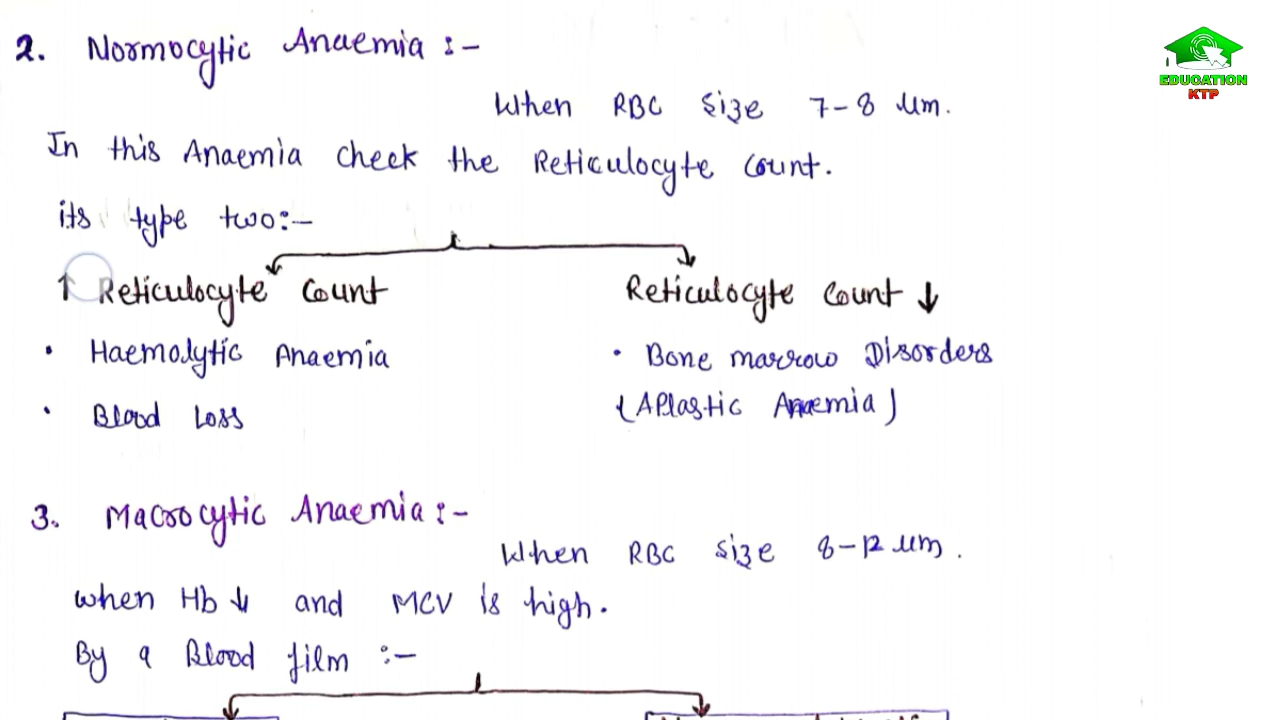 2. Normocytic Anaemia :-
EDUCATION
KTP
When RBC Size 7-8 um.
In this Anaemia check the Reticulocyte Count.
its type two:-
↑ Reticulocyte Count
Reticulocyte Count ↓
• Haemolytic Anaemia
• Bone marrow Disorders
• Blood Loss
(APlastic Anaemia)
3. Macrocytic Anaemia :-
When RBC size 8-12 um.
when Hb ↓ and MCV is high.
By a Blood film :-